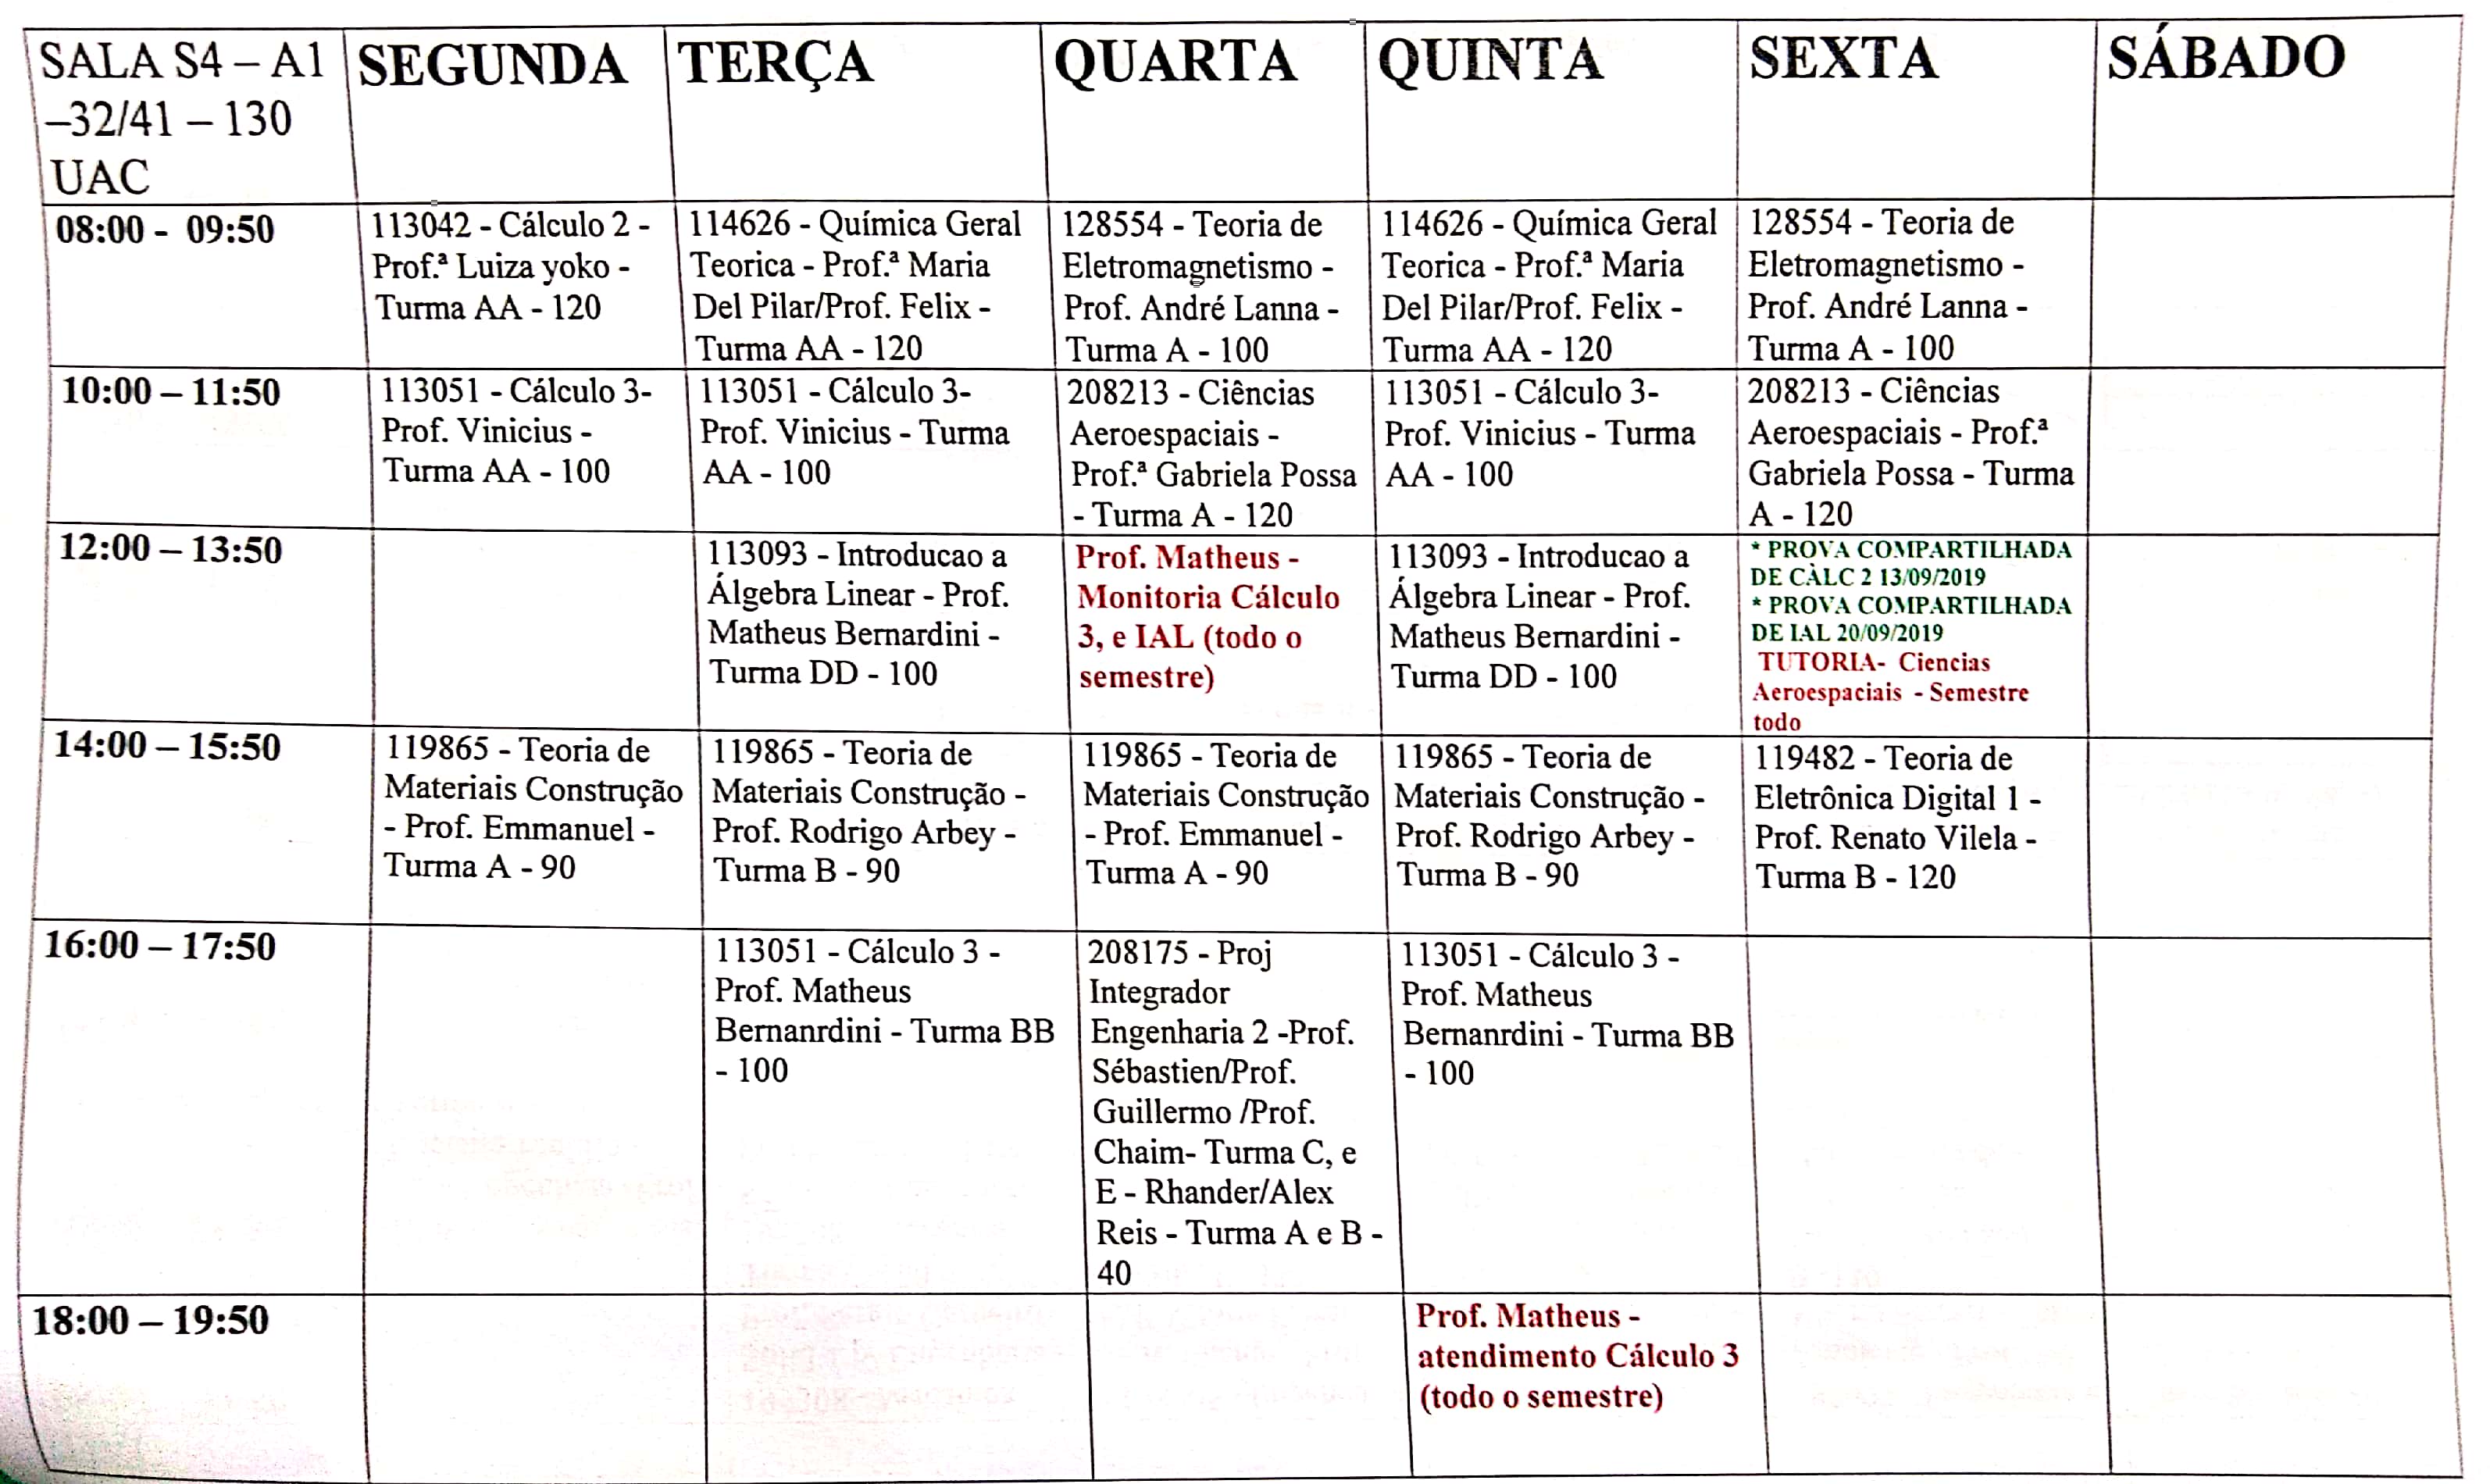 SALA S4 – A1
–32/41 – 130
UAC
SEGUNDA
TERÇA
QUARTA
QUINTA
SEXTA
SÁBADO
08:00 - 09:50
113042 - Cálculo 2 -
Prof.ª Luiza yoko -
Turma AA - 120
114626 - Química Geral
Teorica - Prof.ª Maria
Del Pilar/Prof. Felix -
Turma AA - 120
128554 - Teoria de
Eletromagnetismo -
Prof. André Lanna -
Turma A - 100
114626 - Química Geral
Teorica - Prof.ª Maria
Del Pilar/Prof. Felix -
Turma AA - 120
128554 - Teoria de
Eletromagnetismo -
Prof. André Lanna -
Turma A - 100
10:00 – 11:50
113051 - Cálculo 3-
Prof. Vinicius -
Turma AA - 100
113051 - Cálculo 3-
Prof. Vinicius - Turma
AA - 100
208213 - Ciências
Aeroespaciais -
Prof.ª Gabriela Possa
- Turma A - 120
113051 - Cálculo 3-
Prof. Vinicius - Turma
AA - 100
208213 - Ciências
Aeroespaciais - Prof.ª
Gabriela Possa - Turma
A - 120
12:00 – 13:50
113093 - Introducao a
Álgebra Linear - Prof.
Matheus Bernardini -
Turma DD - 100
Prof. Matheus -
Monitoria Cálculo
3, e IAL (todo o
semestre)
113093 - Introducao a
Álgebra Linear - Prof.
Matheus Bernardini -
Turma DD - 100
* PROVA COMPARTILHADA
DE CÀLC 2 13/09/2019
* PROVA COMPARTILHADA
DE IAL 20/09/2019
TUTORIA- Ciencias
Aeroespaciais - Semestre
todo
14:00 – 15:50
119865 - Teoria de
Materiais Construção
- Prof. Emmanuel -
Turma A - 90
119865 - Teoria de
Materiais Construção -
Prof. Rodrigo Arbey -
Turma B - 90
119865 - Teoria de
Materiais Construção
- Prof. Emmanuel -
Turma A - 90
119865 - Teoria de
Materiais Construção -
Prof. Rodrigo Arbey -
Turma B - 90
119482 - Teoria de
Eletrônica Digital 1 -
Prof. Renato Vilela -
Turma B - 120
16:00 – 17:50
113051 - Cálculo 3 -
Prof. Matheus
Bernanrdini - Turma BB
- 100
208175 - Proj
Integrador
Engenharia 2 -Prof.
Sébastien/Prof.
Guillermo /Prof.
Chaim- Turma C, e
E - Rhander/Alex
Reis - Turma A e B -
40
113051 - Cálculo 3 -
Prof. Matheus
Bernanrdini - Turma BB
- 100
18:00 – 19:50
Prof. Matheus -
atendimento Cálculo 3
(todo o semestre)